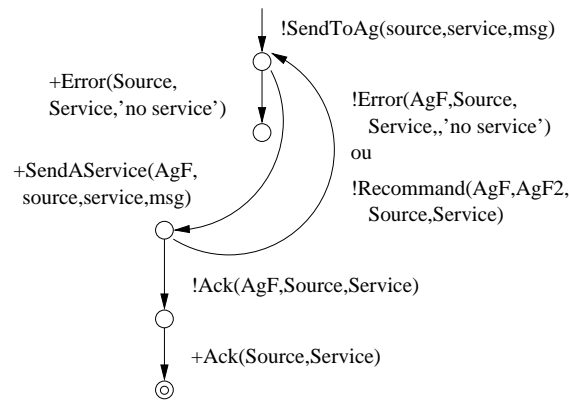 !SendToAg(source,service,msg)
+Error(Source,
Service,'no service')
!Error(AgF,Source,
Service,,'no service')
ou
!Recommand(AgF,AgF2,
Source,Service)
+SendAService(AgF,
source,service,msg)
!Ack(AgF,Source,Service)
+Ack(Source,Service)